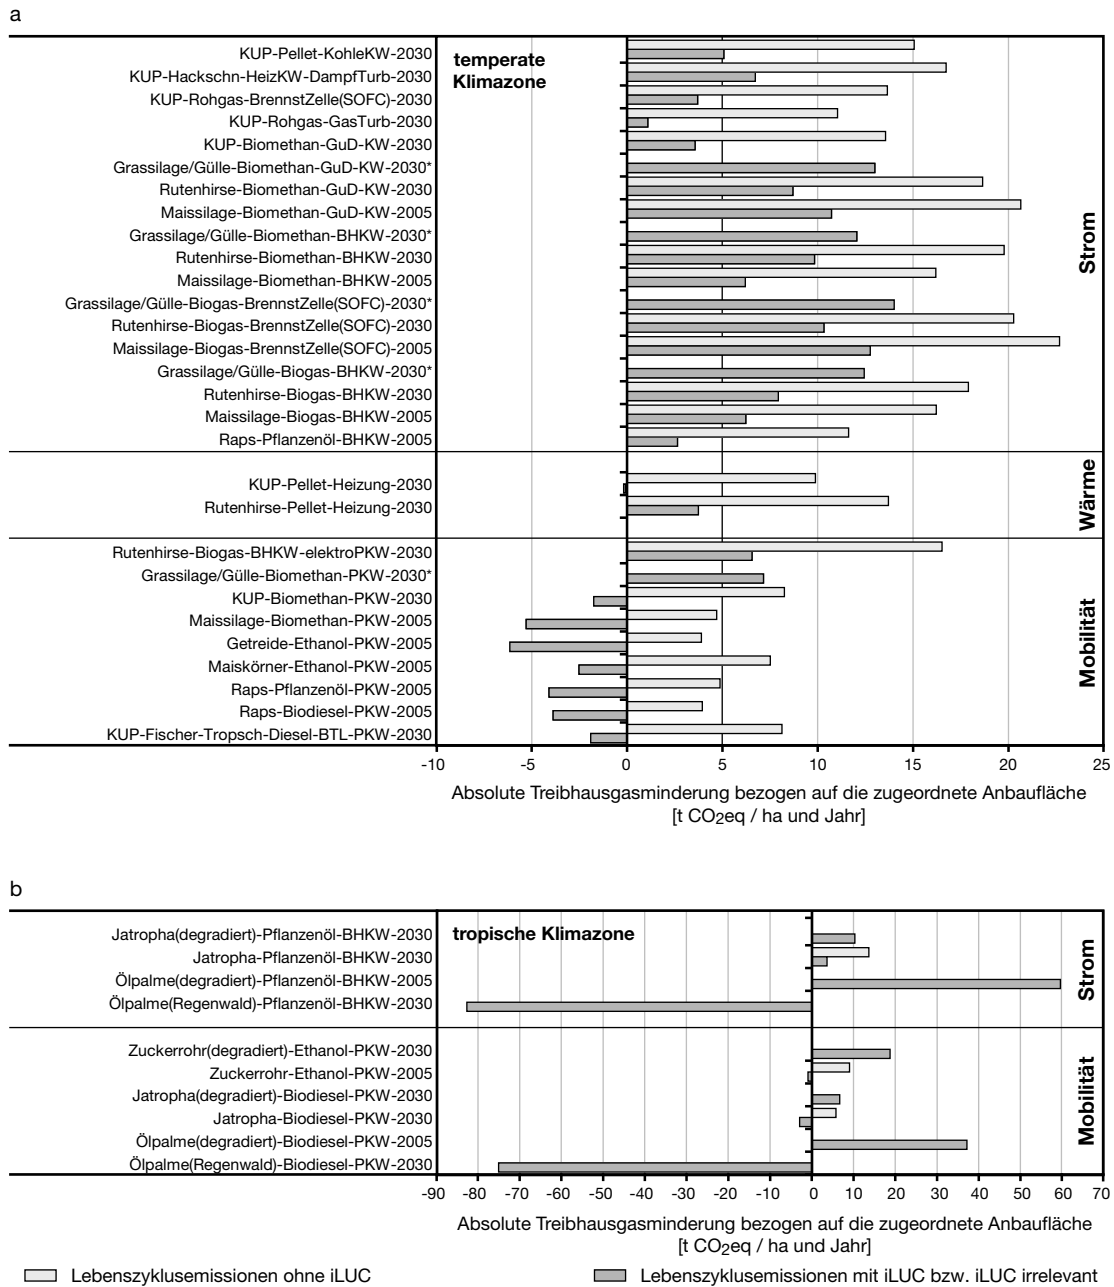 a
temperate
Klimazone
KUP-Pellet-KohleKW-2030
KUP-Hackschn-HeizKW-DampfTurb-2030
KUP-Rohgas-BrennstZelle(SOFC)-2030
KUP-Rohgas-GasTurb-2030
KUP-Biomethan-GuD-KW-2030
Grassilage/Gülle-Biomethan-GuD-KW-2030*
Rutenhirse-Biomethan-GuD-KW-2030
Maissilage-Biomethan-GuD-KW-2005
Grassilage/Gülle-Biomethan-BHKW-2030*
Rutenhirse-Biomethan-BHKW-2030
Maissilage-Biomethan-BHKW-2005
Grassilage/Gülle-Biogas-BrennstZelle(SOFC)-2030*
Rutenhirse-Biogas-BrennstZelle(SOFC)-2030
Maissilage-Biogas-BrennstZelle(SOFC)-2005
Grassilage/Gülle-Biogas-BHKW-2030*
Rutenhirse-Biogas-BHKW-2030
Maissilage-Biogas-BHKW-2005
Raps-Pflanzenöl-BHKW-2005
Strom
KUP-Pellet-Heizung-2030
Rutenhirse-Pellet-Heizung-2030
Wärme
Rutenhirse-Biogas-BHKW-elektroPKW-2030
Grassilage/Gülle-Biomethan-PKW-2030*
KUP-Biomethan-PKW-2030
Maissilage-Biomethan-PKW-2005
Getreide-Ethanol-PKW-2005
Maiskörner-Ethanol-PKW-2005
Raps-Pflanzenöl-PKW-2005
Raps-Biodiesel-PKW-2005
KUP-Fischer-Tropsch-Diesel-BTL-PKW-2030
Mobilität
-10 -5 0 5 10 15 20 25
Absolute Treibhausgasminderung bezogen auf die zugeordnete Anbaufläche
[t CO2eq / ha und Jahr]
b
tropische Klimazone
Jatropha(degradiert)-Pflanzenöl-BHKW-2030
Jatropha-Pflanzenöl-BHKW-2030
Ölpalme(degradiert)-Pflanzenöl-BHKW-2005
Ölpalme(Regenwald)-Pflanzenöl-BHKW-2030
Strom
Zuckerrohr(degradiert)-Ethanol-PKW-2030
Zuckerrohr-Ethanol-PKW-2005
Jatropha(degradiert)-Biodiesel-PKW-2030
Jatropha-Biodiesel-PKW-2030
Ölpalme(degradiert)-Biodiesel-PKW-2005
Ölpalme(Regenwald)-Biodiesel-PKW-2030
Mobilität
-90 -80 -70 -60 -50 -40 -30 -20 -10 0 10 20 30 40 50 60 70
Absolute Treibhausgasminderung bezogen auf die zugeordnete Anbaufläche
[t CO2eq / ha und Jahr]
Lebenszyklusemissionen ohne iLUC
Lebenszyklusemissionen mit iLUC bzw. iLUC irrelevant